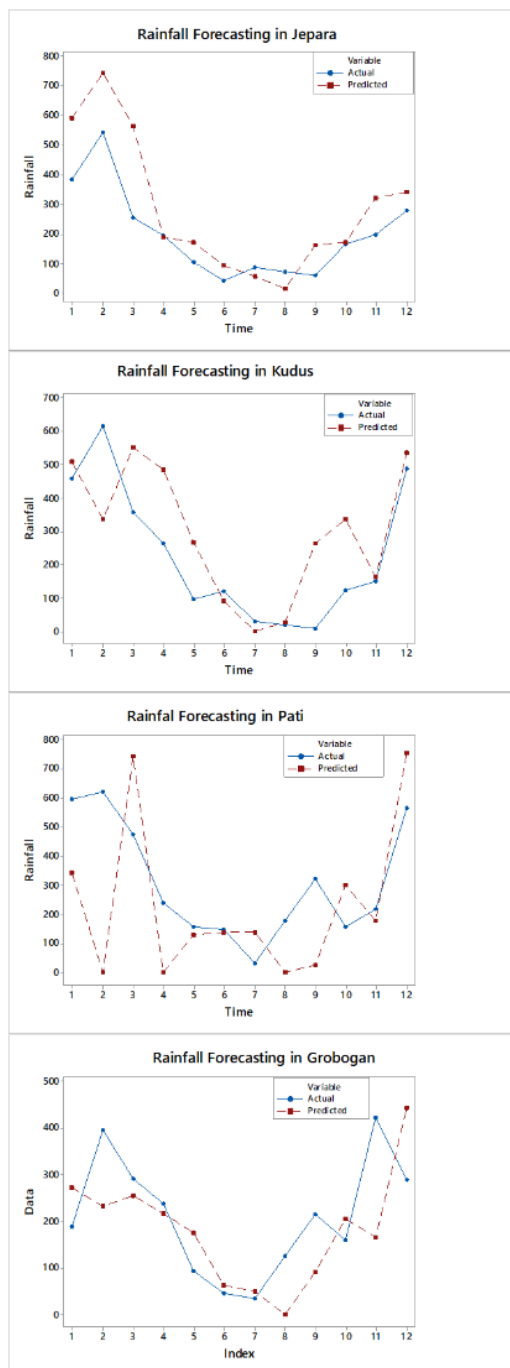 Rainfall Forecasting in Jepara
Variable
Actual
Predicted
800
700
600
500
400
300
200
100
0
Rainfall
1 2 3 4 5 6 7 8 9 10 11 12
Time
Rainfall Forecasting in Kudus
Variable
Actual
Predicted
700
600
500
400
300
200
100
0
Rainfall
1 2 3 4 5 6 7 8 9 10 11 12
Time
Rainfal Forecasting in Pati
Variable
Actual
Predicted
800
700
600
500
400
300
200
100
0
Rainfall
1 2 3 4 5 6 7 8 9 10 11 12
Time
Rainfall Forecasting in Grobogan
Variable
Actual
Predicted
500
400
300
200
100
0
Data
1 2 3 4 5 6 7 8 9 10 11 12
Index